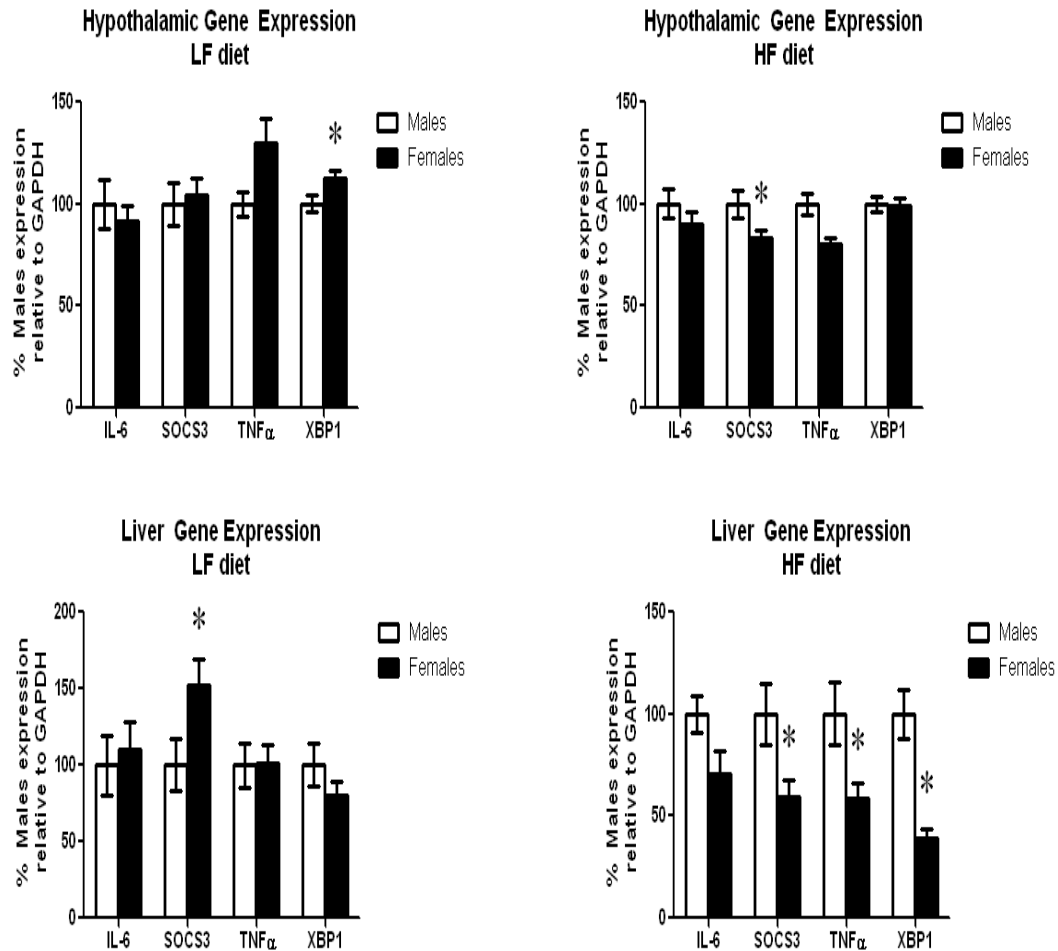 Hypothalamic Gene Expression
LF diet
% Males expression
relative to GAPDH
150
100
50
0
IL-6 SOCS3 TNFα XBP1
*
Males
Females
Hypothalamic Gene Expression
HF diet
% Males expression
relative to GAPDH
150
100
50
0
IL-6 SOCS3 TNFα XBP1
*
Males
Females
Liver Gene Expression
LF diet
% Males expression
relative to GAPDH
200
150
100
50
0
IL-6 SOCS3 TNFα XBP1
*
Males
Females
Liver Gene Expression
HF diet
% Males expression
relative to GAPDH
150
100
50
0
IL-6 SOCS3 TNFα XBP1
* * *
Males
Females